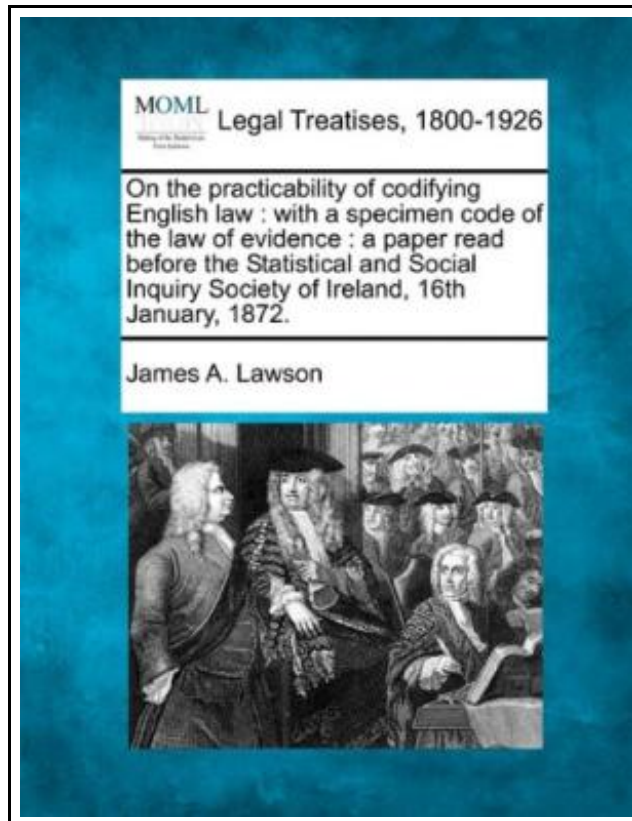 MOML
Legal Treatises, 1800-1926
On the practicability of codifying
English law : with a specimen code of
the law of evidence : a paper read
before the Statistical and Social
Inquiry Society of Ireland, 16th
January, 1872.
James A. Lawson